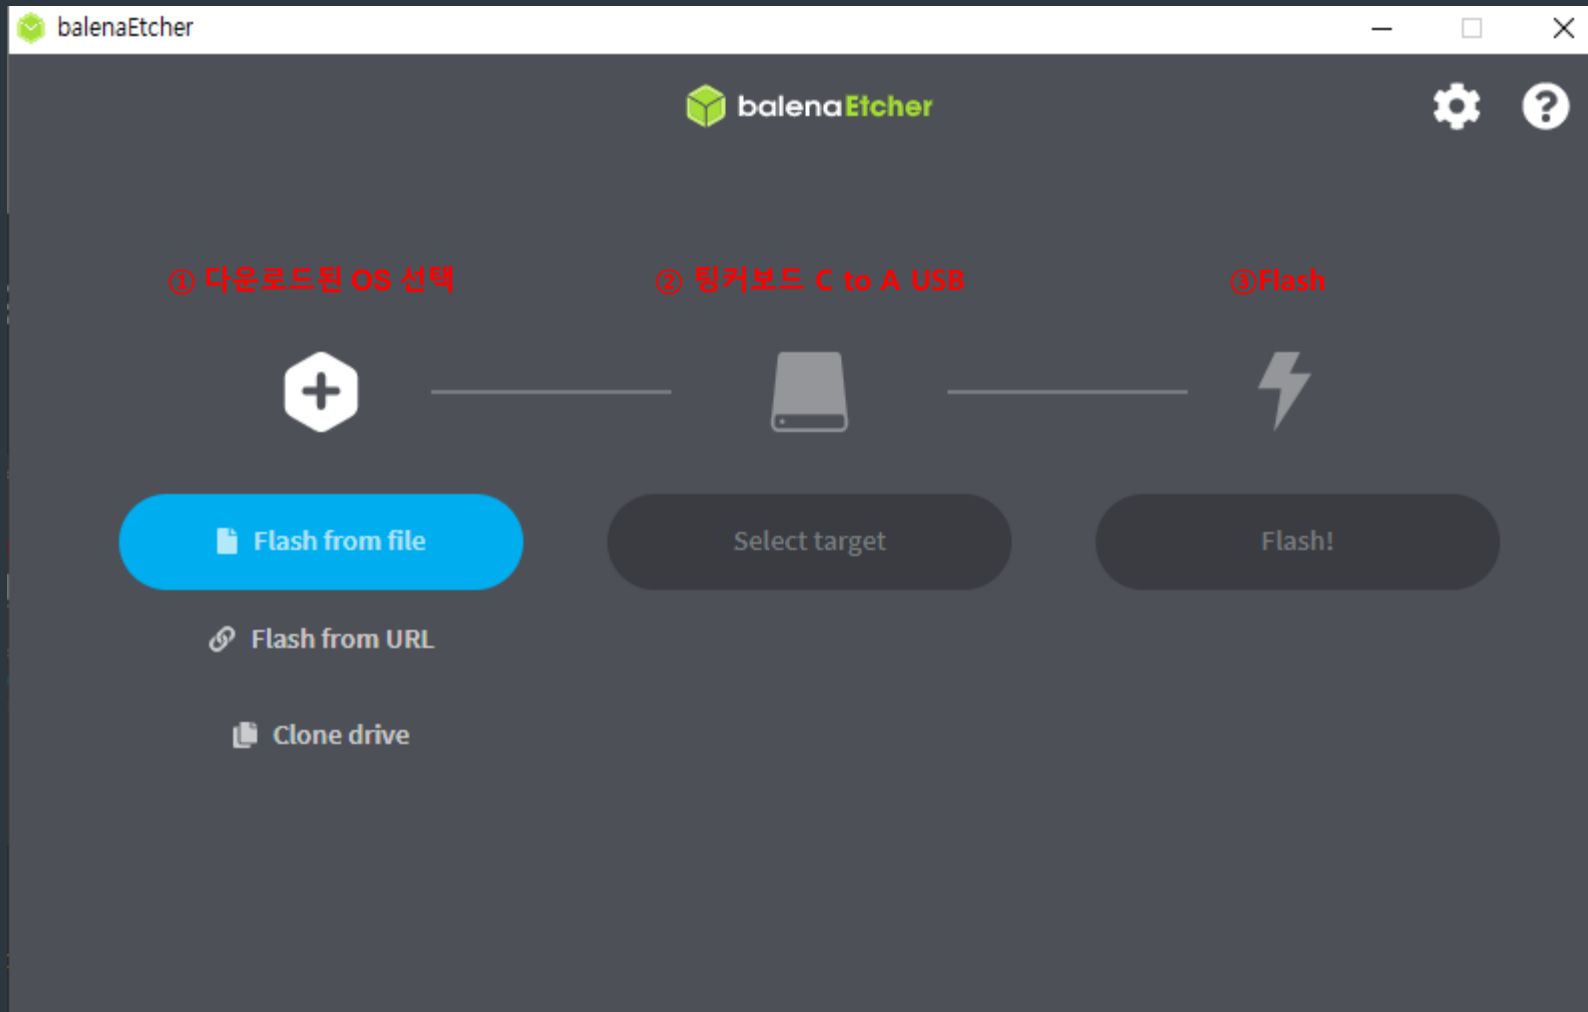 balenaEtcher
balenaEtcher
① 다운로드된 OS 선택
② 팅커보드 C to A USB
③Flash
Flash from file
Select target
Flash!
Flash from URL
Clone drive